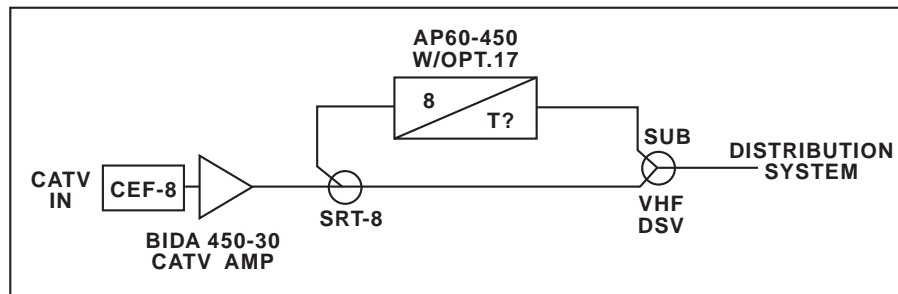 AP60-450
W/OPT.17
8
T?
SUB
DISTRIBUTION
SYSTEM
CATV
IN
CEF-8
SRT-8
VHF
DSV
BIDA 450-30
CATV AMP